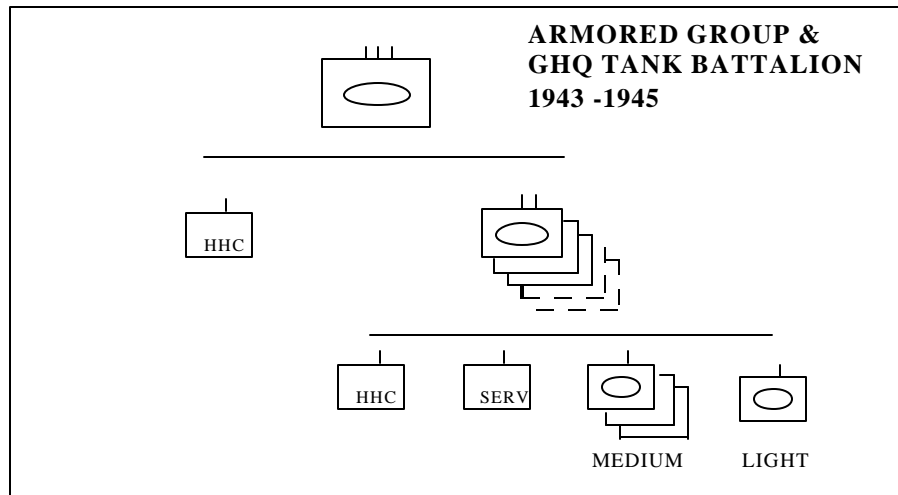 ARMORED GROUP &
GHQ TANK BATTALION
1943 -1945
HHC
HHC
SERV
MEDIUM
LIGHT